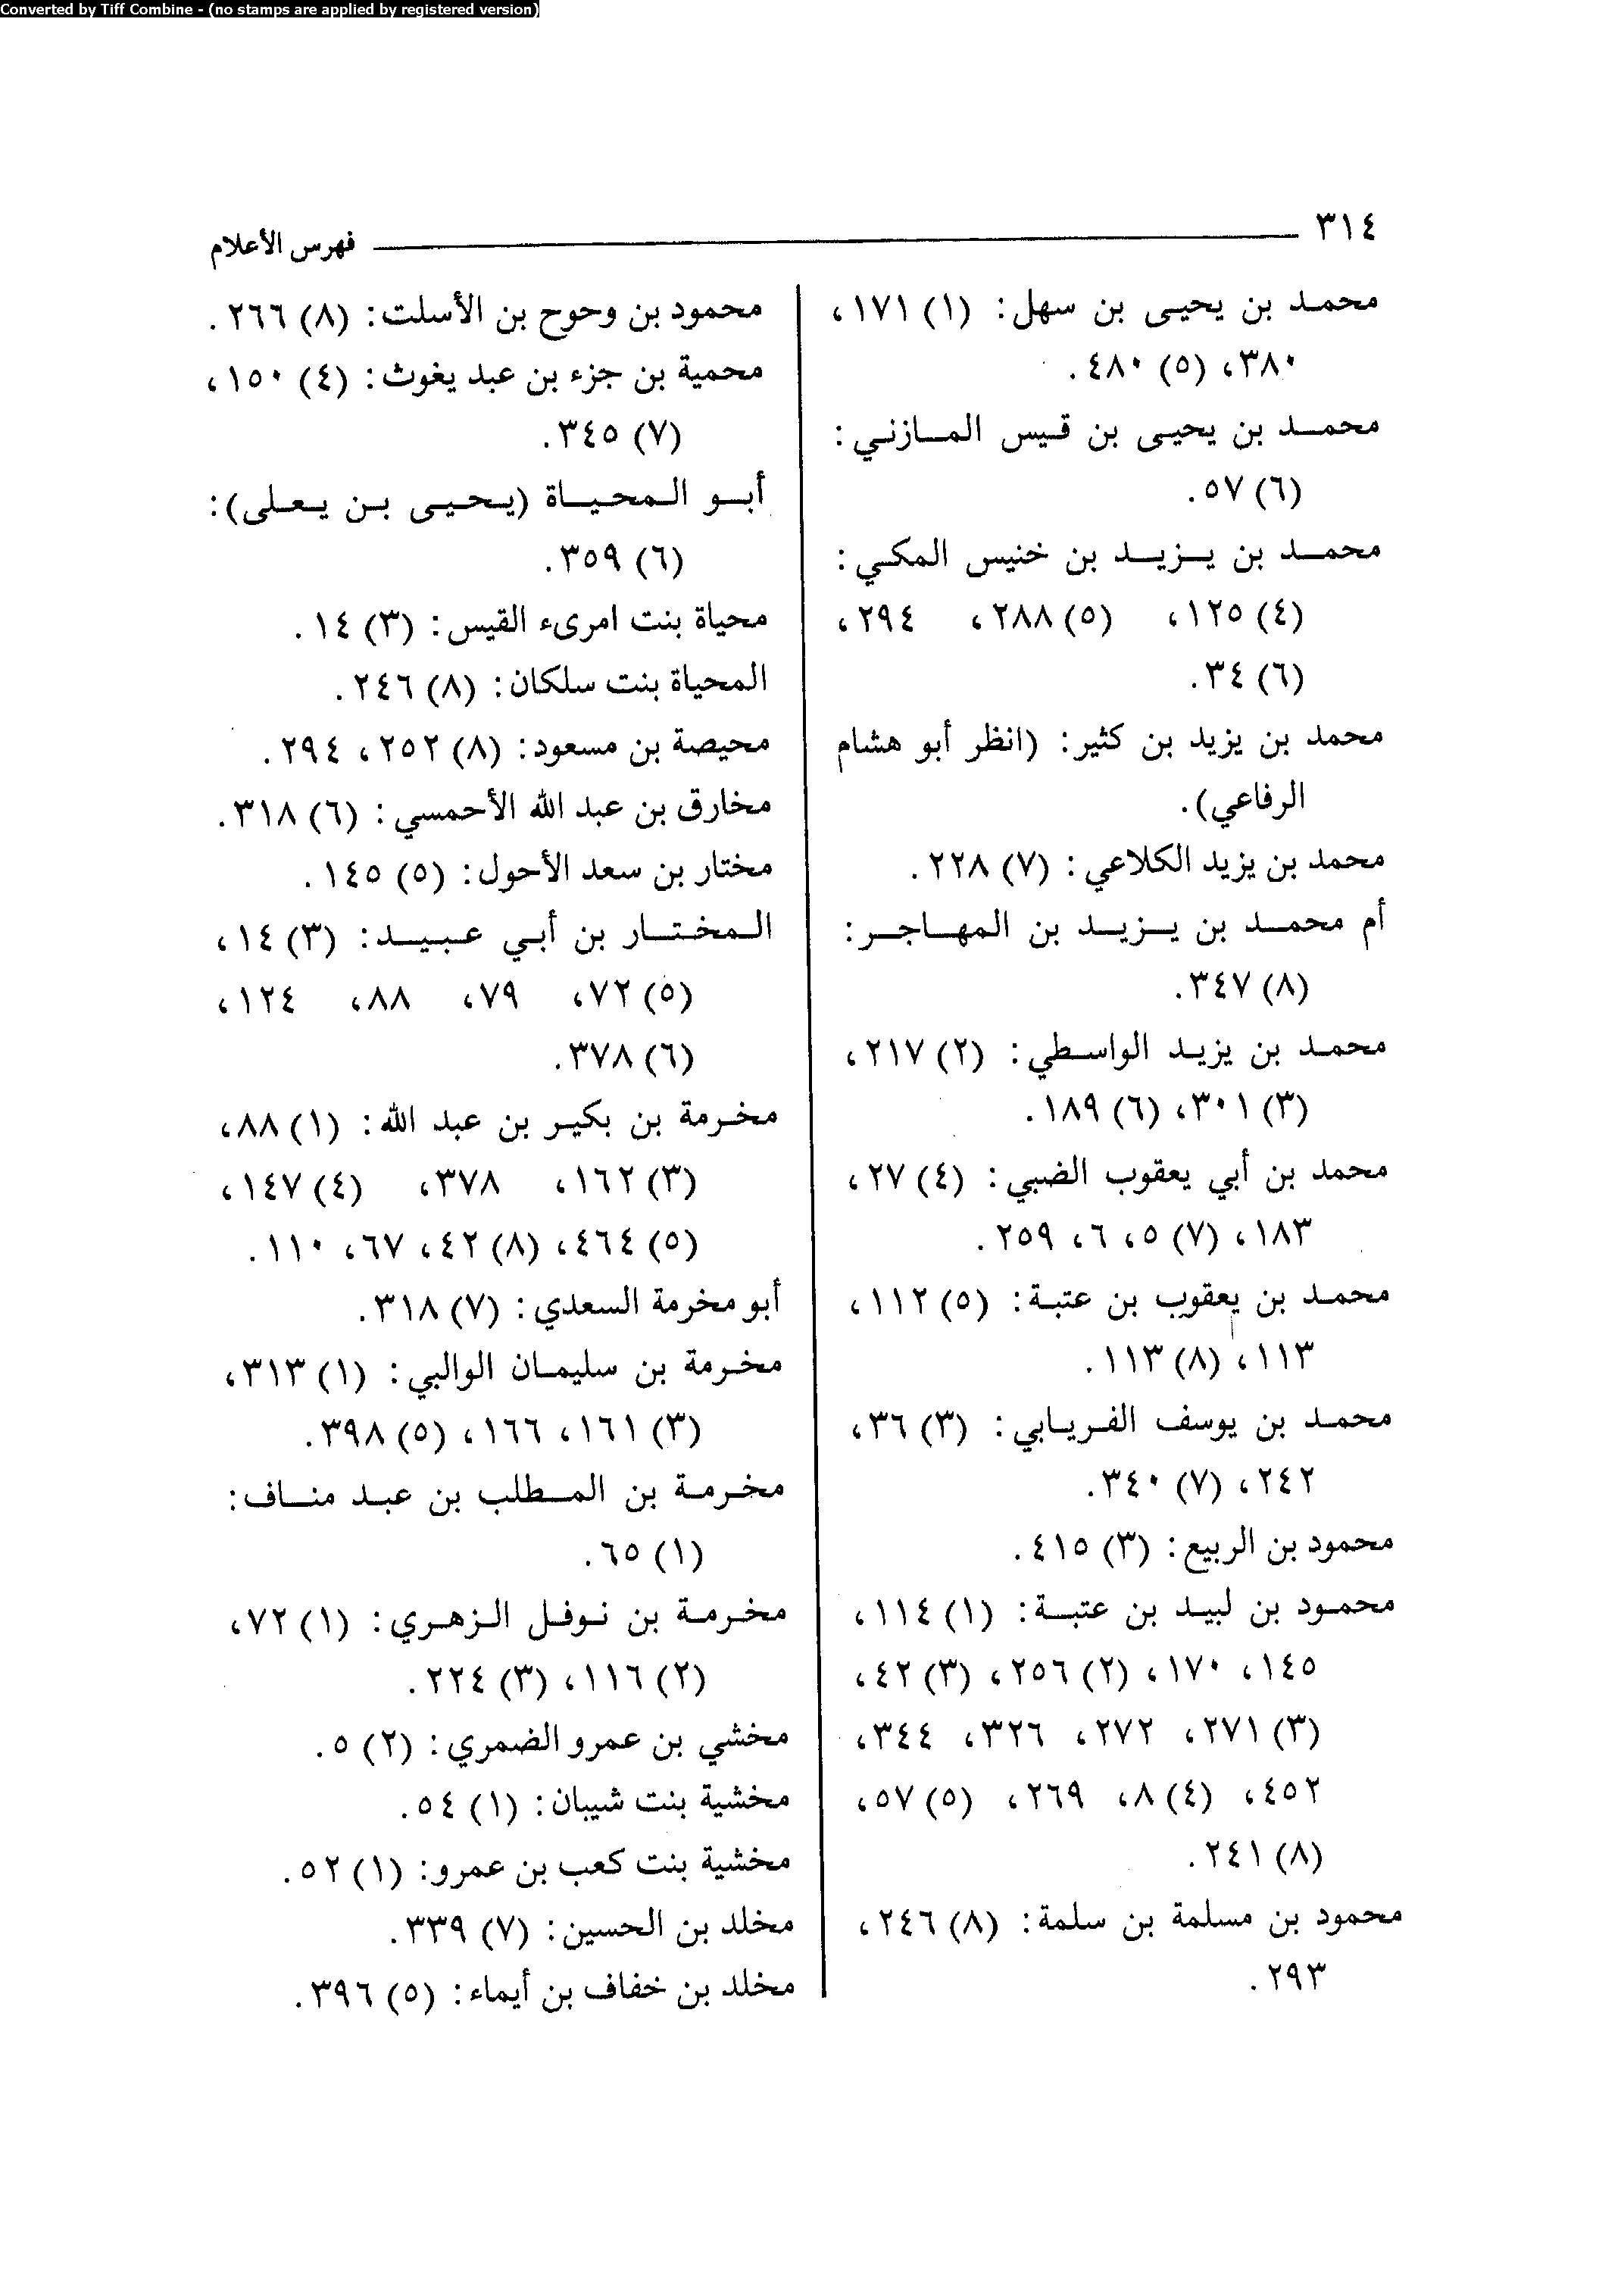 Converted by Tiff Combine - (no stamps are applied by registered version)
٣١٤ فهرس الأعلام
محمد بن يحيى بن سهل: (١) ١٧١،
٣٨٠، (٥) ٤٨٠.
محمد بن يحيى بن قيس المازني:
(٦) ٥٧.
محمد بن يزيد بن خنيس المكي:
(٤) ١٢٥، (٥) ٢٨٨، ٢٩٤،
(٦) ٣٤.
محمد بن يزيد بن كثير: (انظر أبو هشام
الرفاعي).
محمد بن يزيد الكلاعي: (٧) ٢٢٨.
أم محمد بن يزيد بن المهاجر:
(٨) ٣٤٧.
محمد بن يزيد الواسطي: (٢) ٢١٧،
(٣) ٣٠١، (٦) ١٨٩.
محمد بن أبي يعقوب الضبي: (٤) ٢٧،
١٨٣، (٧) ٥، ٦، ٢٥٩.
محمد بن يعقوب بن عتبة: (٥) ١١٢،
١١٣، (٨) ١١٣.
محمد بن يوسف الفريابي: (٣) ٣٦،
٢٤٢، (٧) ٣٤٠.
محمود بن الربيع: (٣) ٤١٥.
محمود بن لبيد بن عتبة: (١) ١١٤،
١٤٥، ١٧٠، (٢) ٢٥٦، (٣) ٤٢،
(٣) ٢٧١، ٢٧٢، ٣٢٦، ٣٤٤،
٤٥٢، (٤) ٨، ٢٦٩، (٥) ٥٧،
(٨) ٢٤١.
محمود بن مسلمة بن سلمة: (٨) ٢٤٦،
٢٩٣.
محمود بن وحوح بن الأسلت: (٨) ٢٦٦.
محمية بن جزء بن عبد يغوث: (٤) ١٥٠،
(٧) ٣٤٥.
أبو المحياة (يحيى بن يعلى):
(٦) ٣٥٩.
محياة بنت امرىء القيس: (٣) ١٤.
المحياة بنت سلكان: (٨) ٢٤٦.
محيصة بن مسعود: (٨) ٢٥٢، ٢٩٤.
مخارق بن عبد الله الأحمسي: (٦) ٣١٨.
مختار بن سعد الأحول: (٥) ١٤٥.
المختار بن أبي عبيد: (٣) ١٤،
(٥) ٧٢، ٧٩، ٨٨، ١٢٤،
(٦) ٣٧٨.
مخرمة بن بكير بن عبد الله: (١) ٨٨،
(٣) ١٦٢، ٣٧٨، (٤) ١٤٧،
(٥) ٤٦٤، (٨) ٤٢، ٦٧، ١١٠.
أبو مخرمة السعدي: (٧) ٣١٨.
مخرمة بن سليمان الوالبي: (١) ٣١٣،
(٣) ١٦١، ١٦٦، (٥) ٣٩٨.
مخرمة بن المطلب بن عبد مناف:
(١) ٦٥.
مخرمة بن نوفل الزهري: (١) ٧٢،
(٢) ١١٦، (٣) ٢٢٤.
مخشي بن عمرو الضمري: (٢) ٥.
مخشية بنت شيبان: (١) ٥٤.
مخشية بنت كعب بن عمرو: (١) ٥٢.
مخلد بن الحسين: (٧) ٣٣٩.
مخلد بن خفاف بن أيماء: (٥) ٣٩٦.